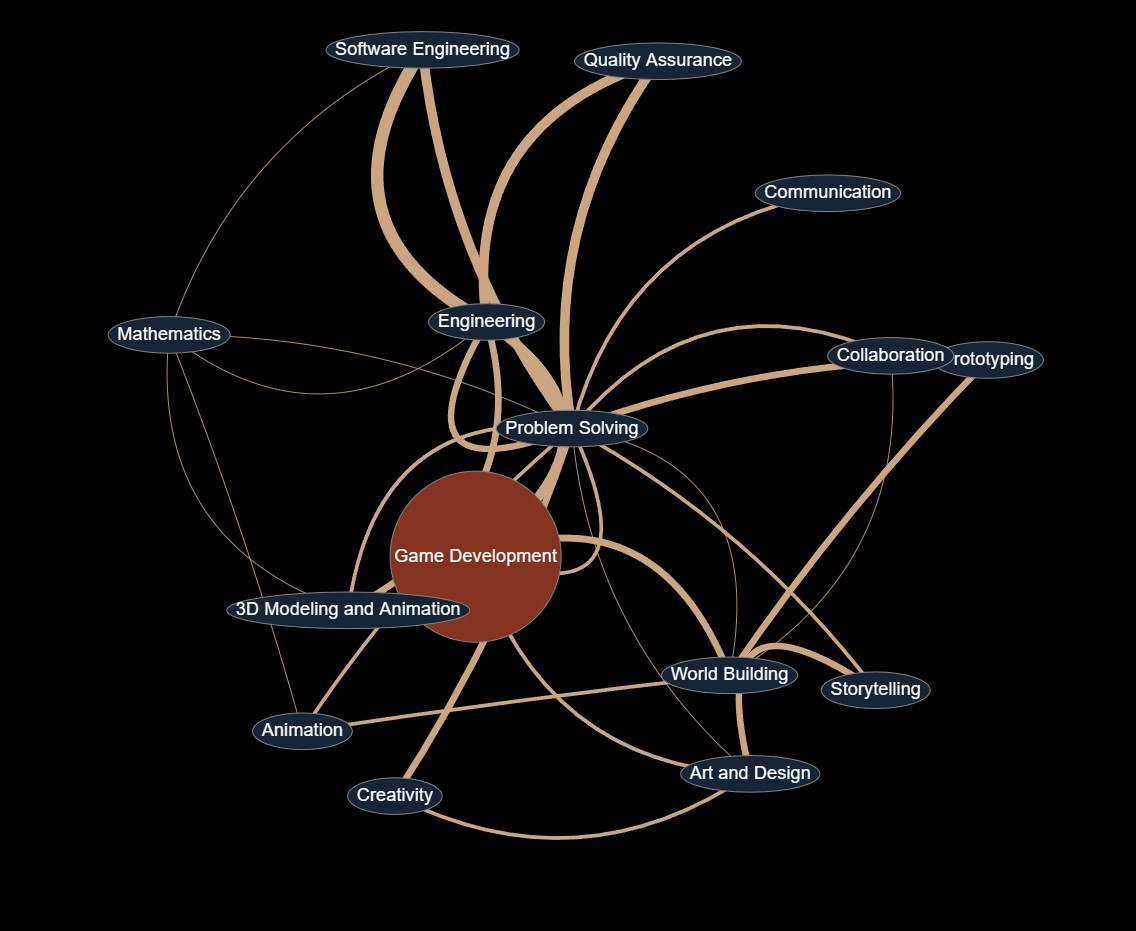 Software Engineering
Quality Assurance
Communication
Engineering
Mathematics
Collaboration
rototyping
Problem Solving
Game Development
3D Modeling and Animation
World Building
Storytelling
Animation
Art and Design
Creativity